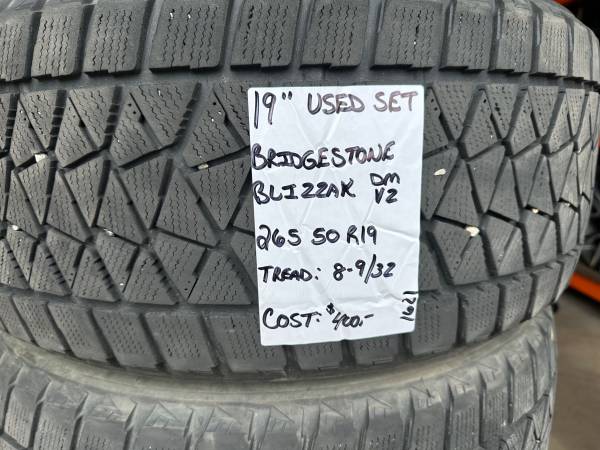 19" USED SET
BRIDGESTONE
BLIZZAK DM V2
265 50 R19
TREAD: 8-9/32
COST: $400.-
1621